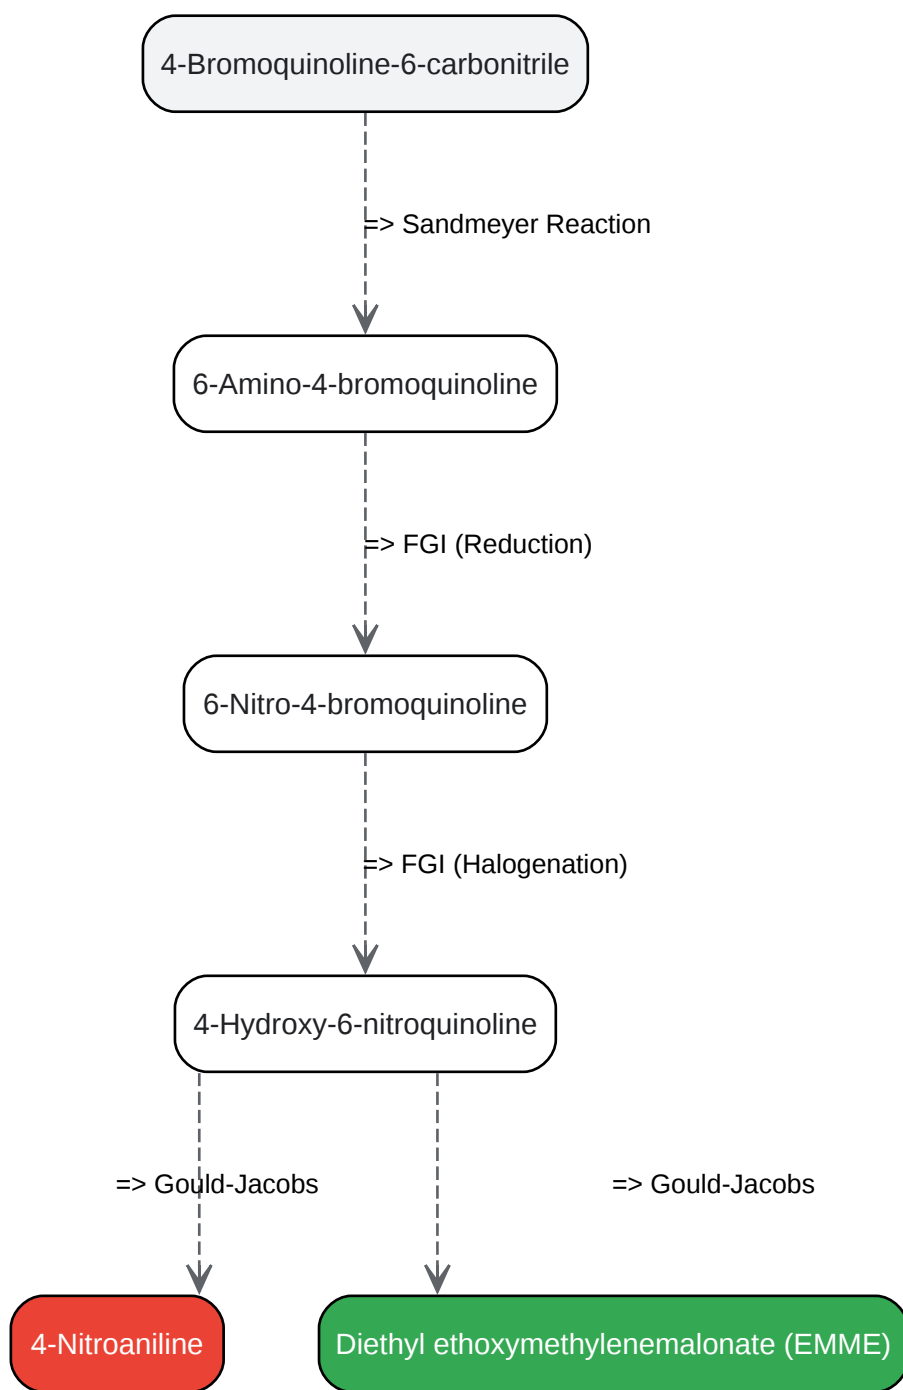 4-Bromoquinoline-6-carbonitrile
=> Sandmeyer Reaction
6-Amino-4-bromoquinoline
=> FGI (Reduction)
6-Nitro-4-bromoquinoline
=> FGI (Halogenation)
4-Hydroxy-6-nitroquinoline
=> Gould-Jacobs
=> Gould-Jacobs
4-Nitroaniline
Diethyl ethoxymethylenemalonate (EMME)